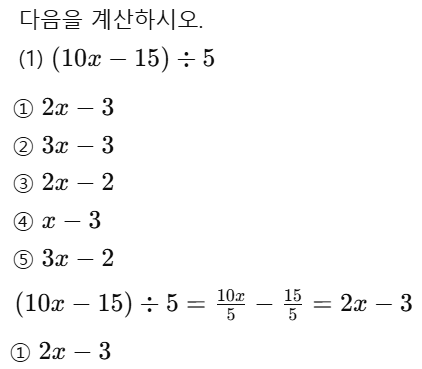 다음을 계산하시오.
(1) (10x − 15) ÷ 5
① 2x − 3
② 3x − 3
③ 2x − 2
④ x − 3
⑤ 3x − 2
(10x − 15) ÷ 5 = \frac{10x}{5} − \frac{15}{5} = 2x − 3
① 2x − 3